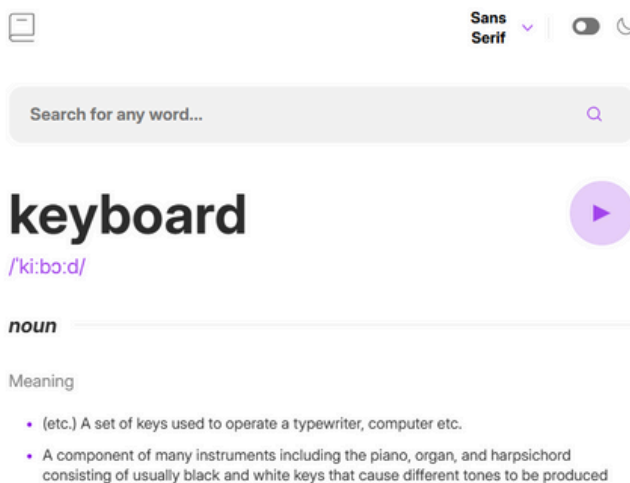 Sans
Serif
Search for any word...
keyboard
/ˈkiːbɔːd/
noun
Meaning
• (etc.) A set of keys used to operate a typewriter, computer etc.
• A component of many instruments including the piano, organ, and harpsichord
consisting of usually black and white keys that cause different tones to be produced